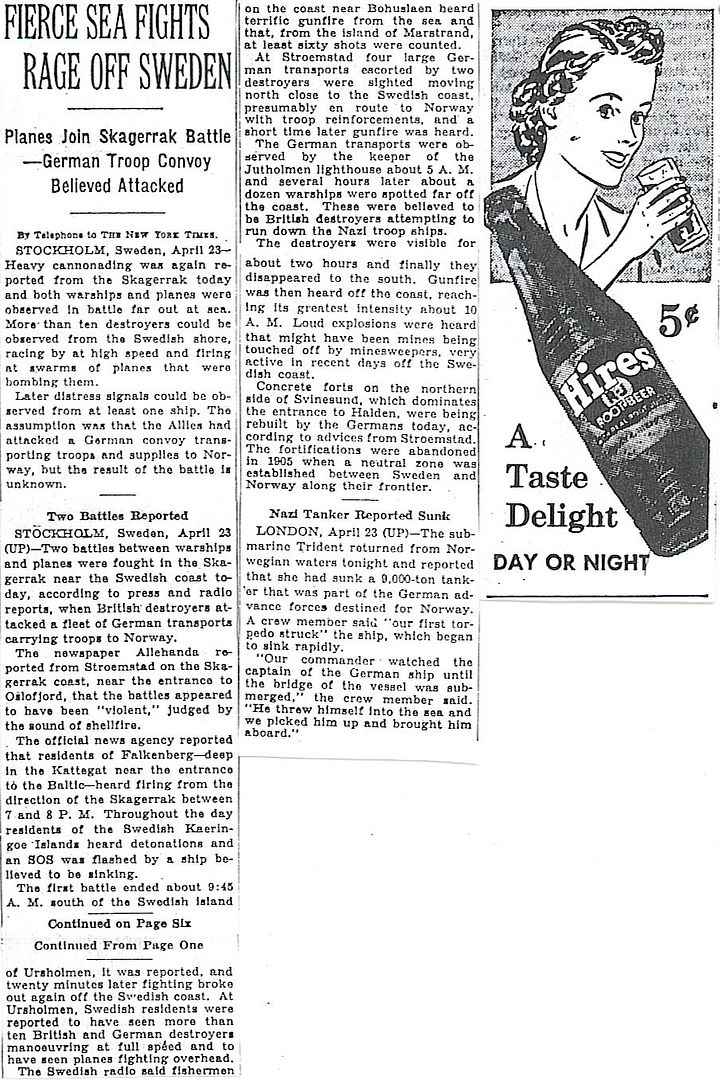 FIERCE SEA FIGHTS
RAGE OFF SWEDEN
Planes Join Skagerrak Battle
—German Troop Convoy
Believed Attacked
By Telephone to THE NEW YORK TIMES.
STOCKHOLM, Sweden, April 23—
Heavy cannonading was again re-
ported from the Skagerrak today
and both warships and planes were
observed in battle far out at sea.
More than ten destroyers could be
observed from the Swedish shore,
racing by at high speed and firing
at swarms of planes that were
bombing them.
Later distress signals could be ob-
served from at least one ship. The
assumption was that the Allies had
attacked a German convoy trans-
porting troops and supplies to Nor-
way, but the result of the battle is
unknown.
Two Battles Reported
STOCKHOLM, Sweden, April 23
(UP)—Two battles between warships
and planes were fought in the Ska-
gerrak near the Swedish coast to-
day, according to press and radio
reports, when British destroyers at-
tacked a fleet of German transports
carrying troops to Norway.
The newspaper Allehanda re-
ported from Stroemstad on the Ska-
gerrak coast, near the entrance to
Oslofjord, that the battles appeared
to have been "violent," judged by
the sound of shellfire.
The official news agency reported
that residents of Falkenberg—deep
in the Kattegat near the entrance
to the Baltic—heard firing from the
direction of the Skagerrak between
7 and 8 P. M. Throughout the day
residents of the Swedish Kaerin-
goe Islands heard detonations and
an SOS was flashed by a ship be-
lieved to be sinking.
The first battle ended about 9:45
A. M. south of the Swedish island
Continued on Page Six
Continued From Page One
of Ursholmen, it was reported, and
twenty minutes later fighting broke
out again off the Swedish coast. At
Ursholmen, Swedish residents were
reported to have seen more than
ten British and German destroyers
manoeuvring at full speed and to
have seen planes fighting overhead.
The Swedish radio said fishermen
on the coast near Bohuslaen heard
terrific gunfire from the sea and
that, from the island of Marstrand,
at least sixty shots were counted.
At Stroemstad four large Ger-
man transports escorted by two
destroyers were sighted moving
north close to the Swedish coast,
presumably en route to Norway
with troop reinforcements, and a
short time later gunfire was heard.
The German transports were ob-
served by the keeper of the
Jutholmen lighthouse about 5 A. M.
and several hours later about a
dozen warships were spotted far off
the coast. These were believed to
be British destroyers attempting to
run down the Nazi troop ships.
The destroyers were visible for
about two hours and finally they
disappeared to the south. Gunfire
was then heard off the coast, reach-
ing its greatest intensity about 10
A. M. Loud explosions were heard
that might have been mines being
touched off by minesweepers, very
active in recent days off the Swe-
dish coast.
Concrete forts on the northern
side of Svinesund, which dominates
the entrance to Halden, were being
rebuilt by the Germans today, ac-
cording to advices from Stroemstad.
The fortifications were abandoned
in 1905 when a neutral zone was
established between Sweden and
Norway along their frontier.
Nazi Tanker Reported Sunk
LONDON, April 23 (UP)—The sub-
marine Trident returned from Nor-
wegian waters tonight and reported
that she had sunk a 9,000-ton tank-
er that was part of the German ad-
vance forces destined for Norway.
A crew member said "our first tor-
pedo struck" the ship, which began
to sink rapidly.
"Our commander watched the
captain of the German ship until
the bridge of the vessel was sub-
merged," the crew member said.
"He threw himself into the sea and
we picked him up and brought him
aboard."
5¢
Hires
ROOTBEER
A
Taste
Delight
DAY OR NIGHT